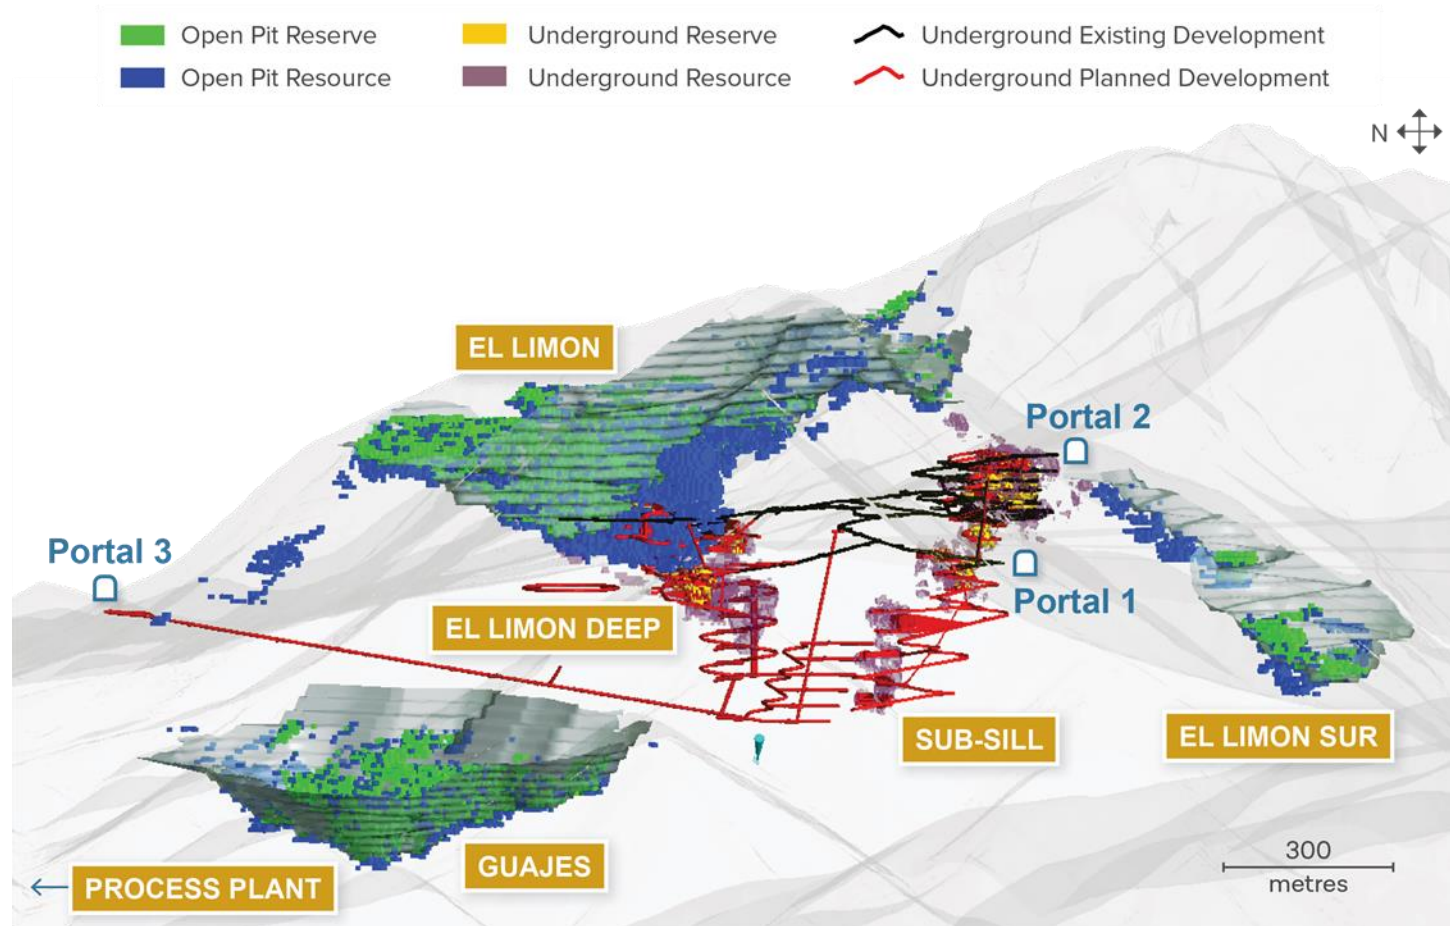 Open Pit Reserve
Underground Reserve
Underground Existing Development
Open Pit Resource
Underground Resource
Underground Planned Development
N
EL LIMON
Portal 2
Portal 3
Portal 1
EL LIMON DEEP
SUB-SILL
EL LIMON SUR
GUAJES
300
metres
PROCESS PLANT